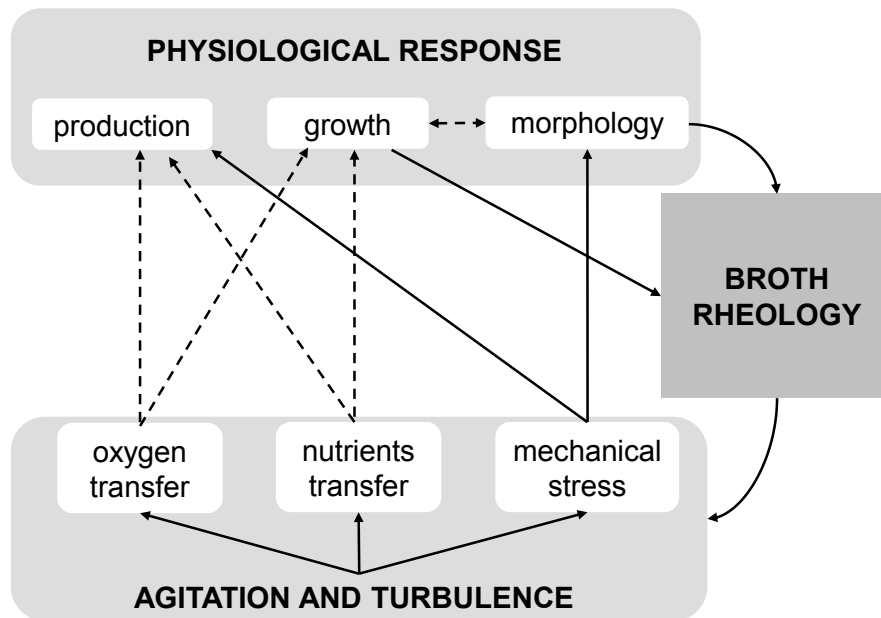 PHYSIOLOGICAL RESPONSE
production
growth
morphology
BROTH
RHEOLOGY
oxygen
transfer
nutrients
transfer
mechanical
stress
AGITATION AND TURBULENCE